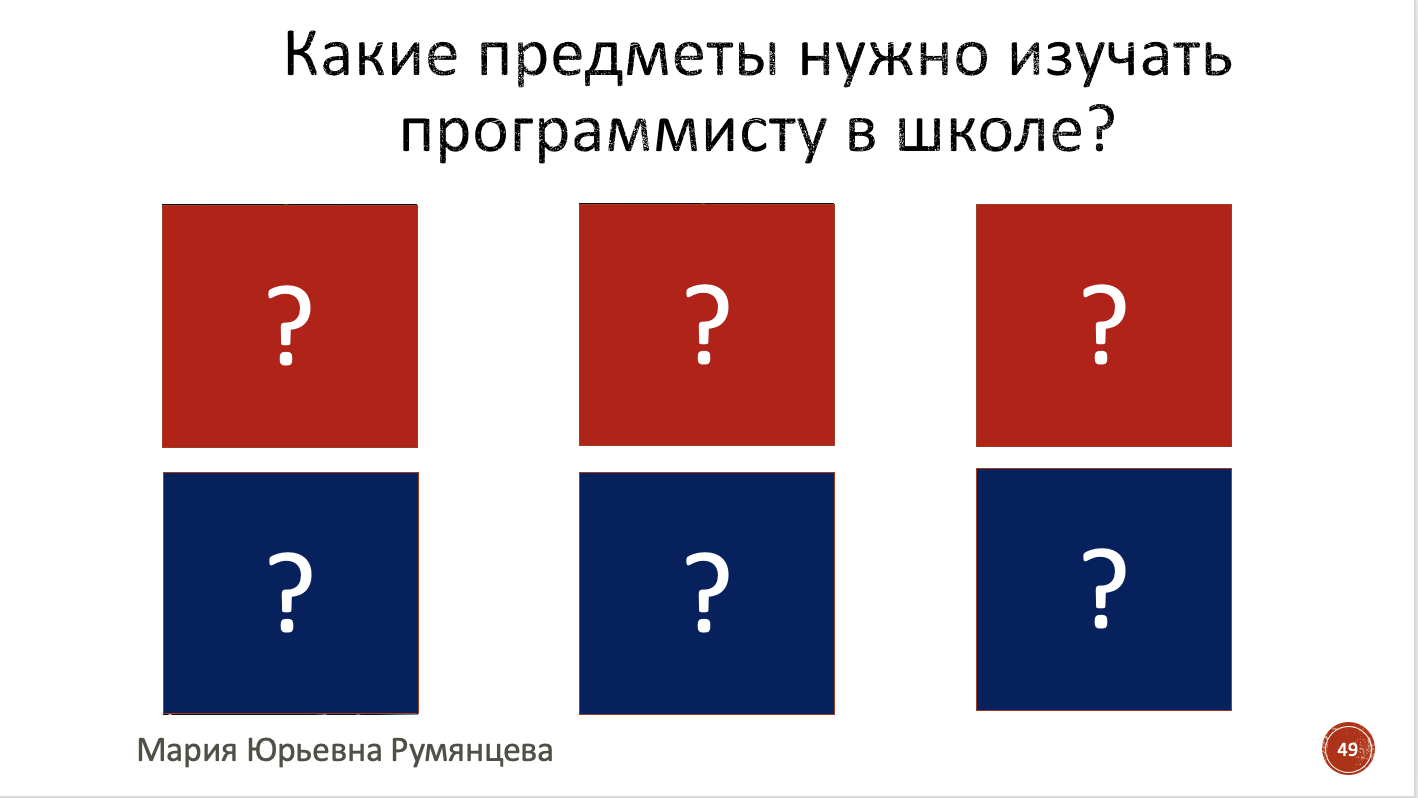 Какие предметы нужно изучать
программисту в школе?
? ? ?
? ? ?
Мария Юрьевна Румянцева
49